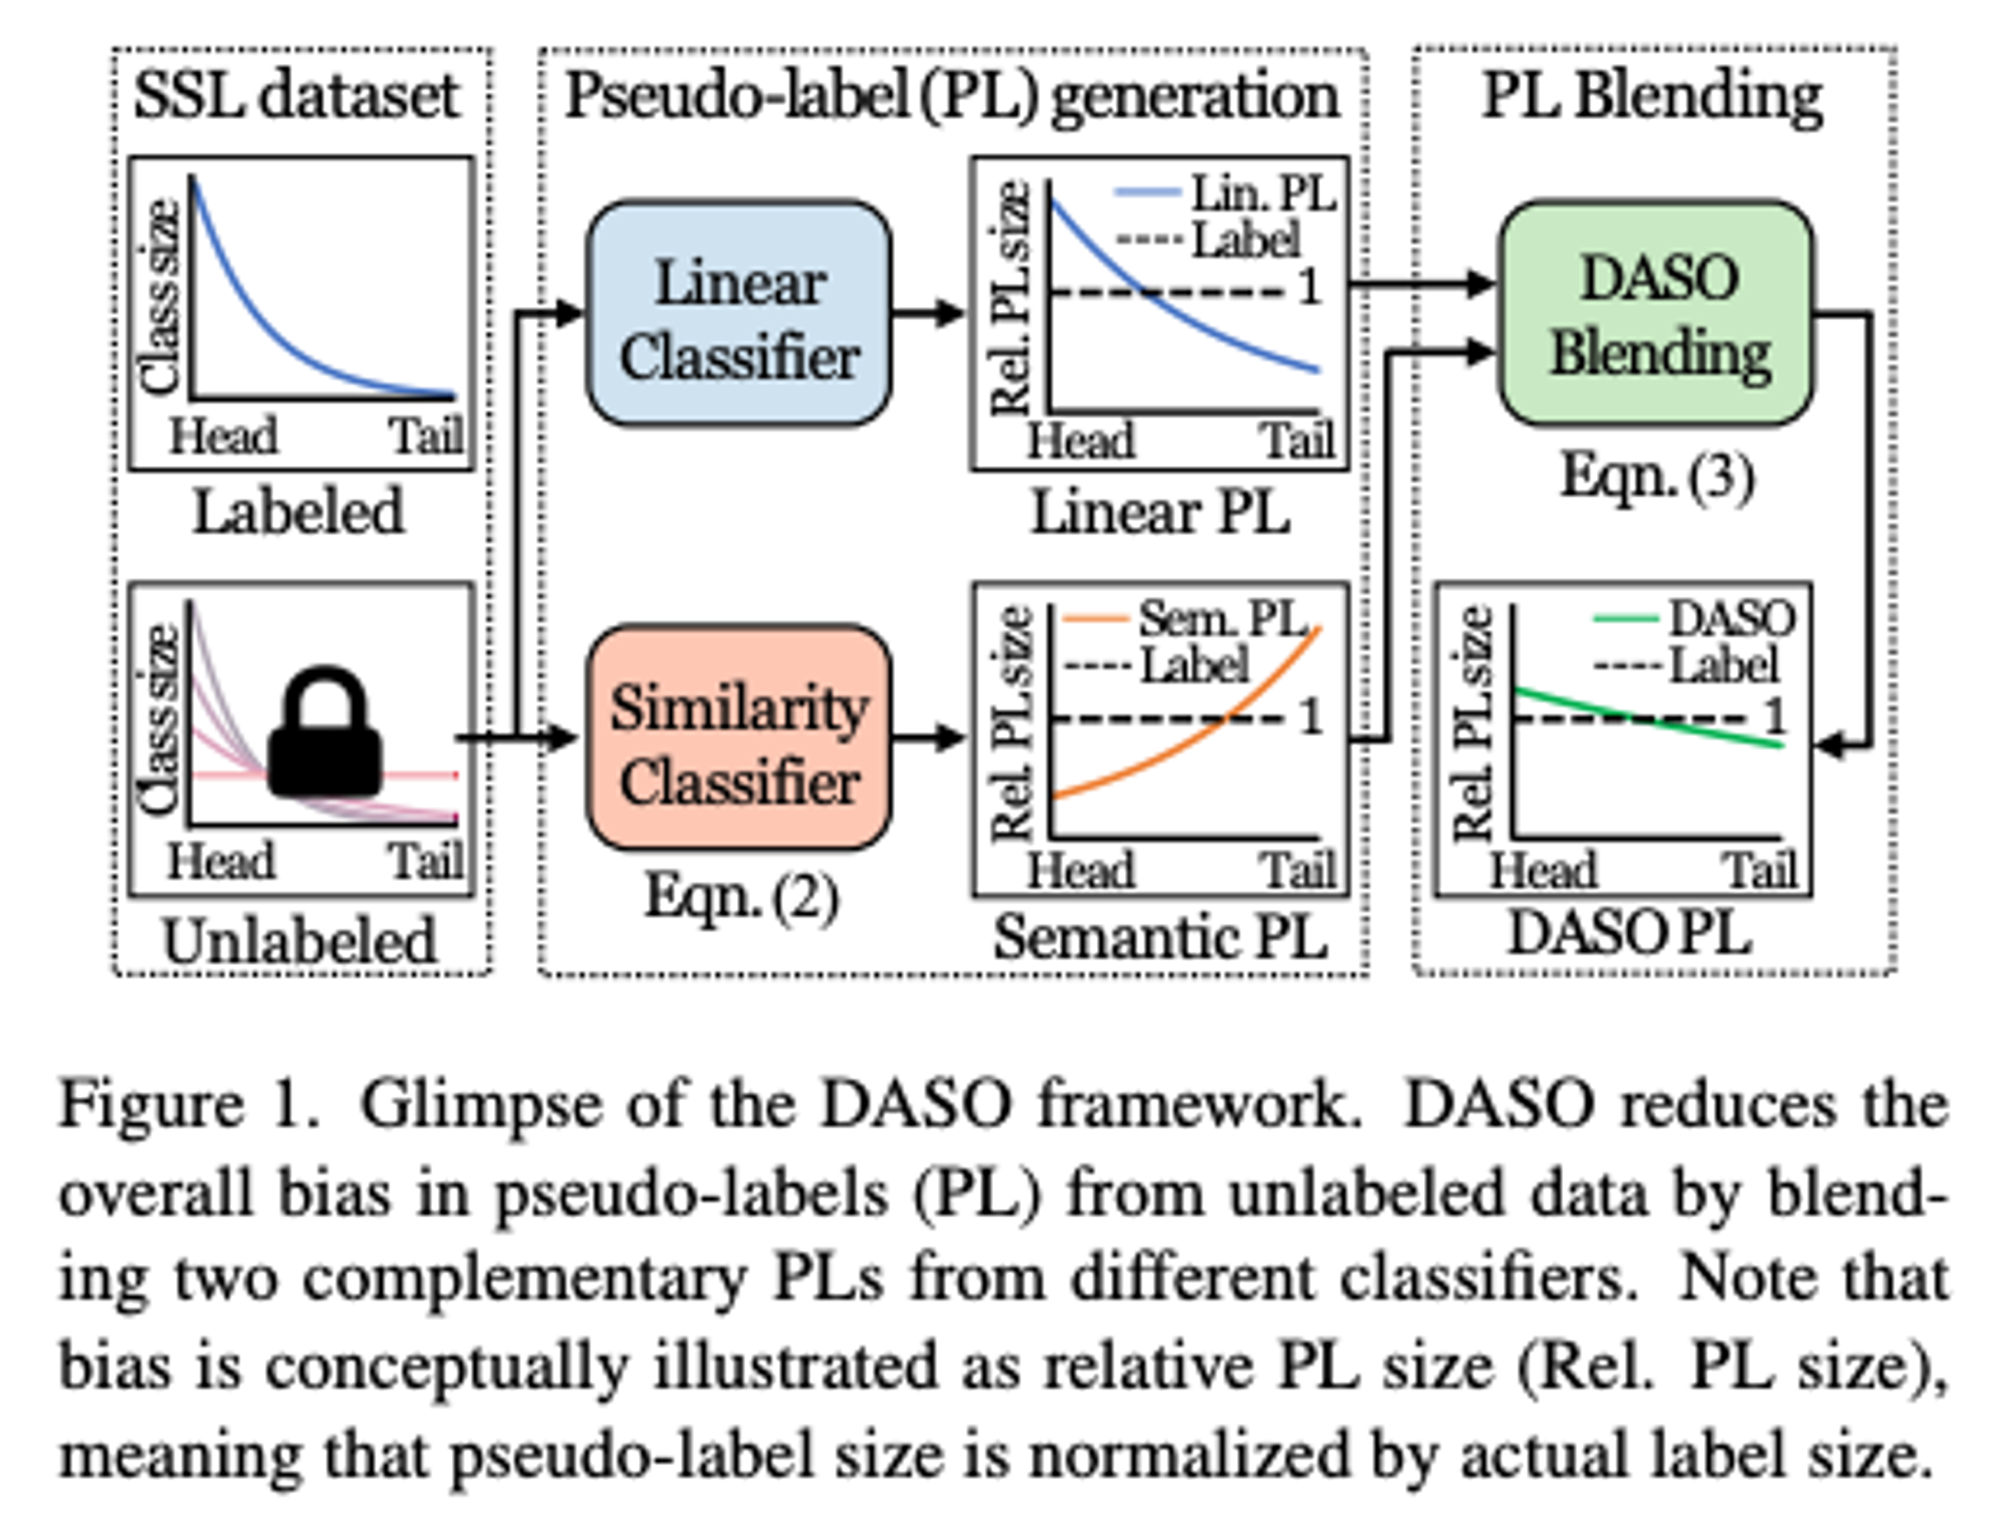 SSL dataset
Class size
Head Tail
Labeled
Class size
Head Tail
Unlabeled
Pseudo-label (PL) generation
Linear
Classifier
Rel. PL size
Lin. PL
Label
1
Head Tail
Linear PL
Similarity
Classifier
Eqn. (2)
Rel. PL size
Sem. PL
Label
1
Head Tail
Semantic PL
PL Blending
DASO
Blending
Eqn. (3)
Rel. PL size
DASO
Label
1
Head Tail
DASO PL
Figure 1. Glimpse of the DASO framework. DASO reduces the
overall bias in pseudo-labels (PL) from unlabeled data by blend-
ing two complementary PLs from different classifiers. Note that
bias is conceptually illustrated as relative PL size (Rel. PL size),
meaning that pseudo-label size is normalized by actual label size.